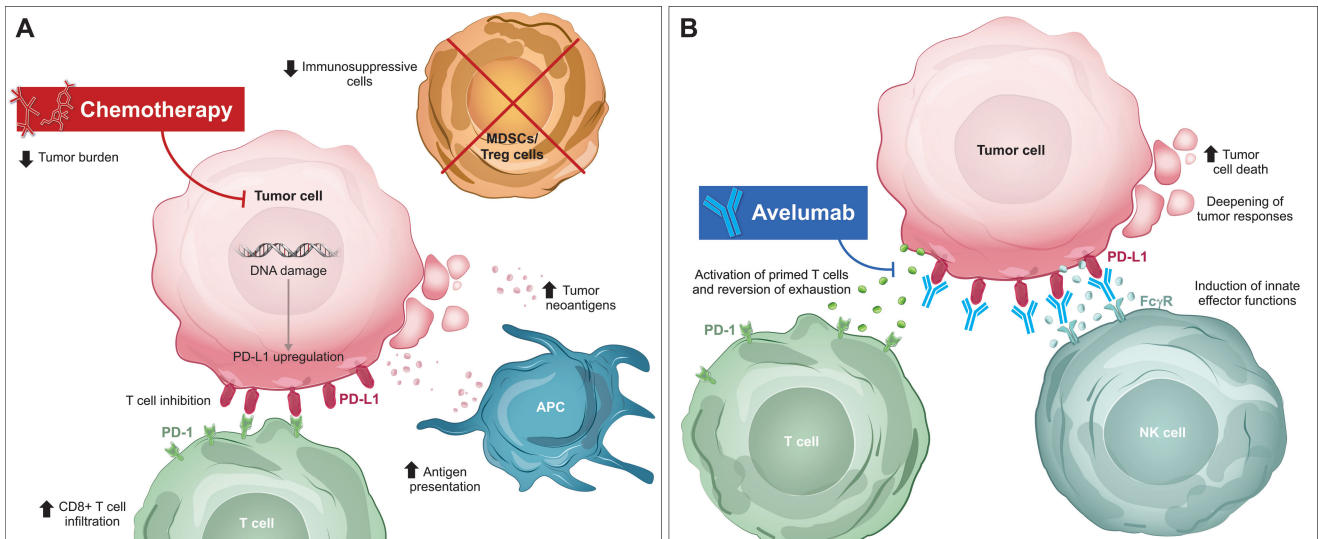 A
Chemotherapy
Tumor burden
Immunosuppressive
cells
MDSCs/
Treg cells
Tumor cell
DNA damage
PD-L1 upregulation
Tumor
neoantigens
T cell inhibition
PD-L1
PD-1
APC
Antigen
presentation
CD8+ T cell
infiltration
T cell
B
Tumor cell
Tumor
cell death
Deepening of
tumor responses
Avelumab
PD-L1
Activation of primed T cells
and reversion of exhaustion
Induction of innate
effector functions
FcγR
PD-1
T cell
NK cell